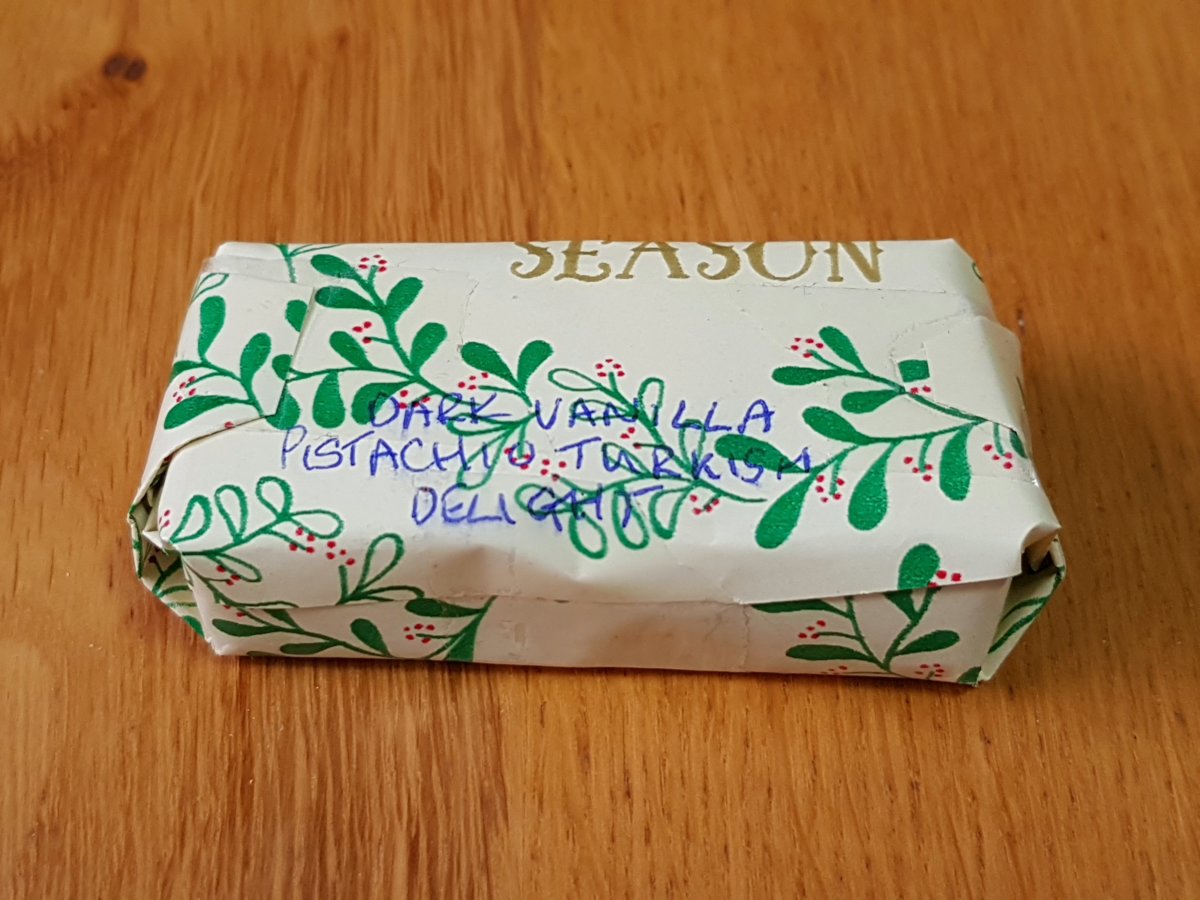 SEASON
DARK VANILLA
PISTACHIO TURKISH
DELIGHT